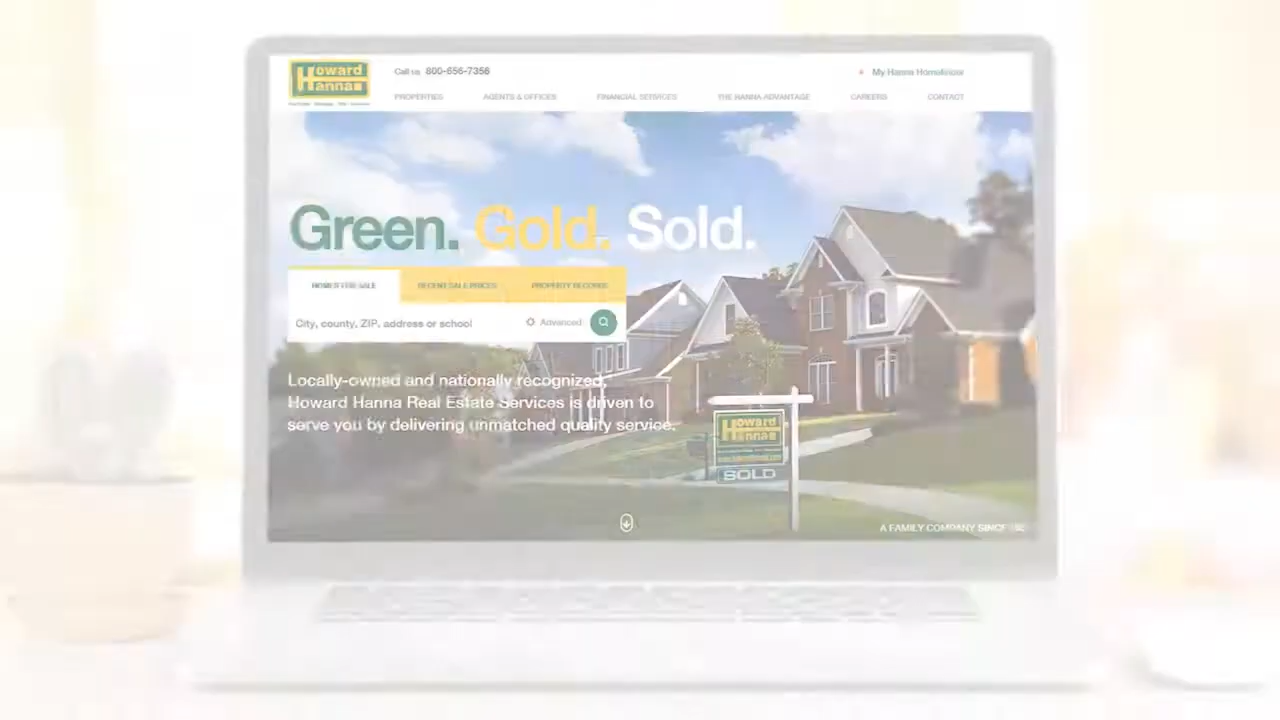 Howard
Hanna
Call us 800-656-7356
My Hanna Homefinder
PROPERTIES AGENTS & OFFICES FINANCIAL SERVICES THE HANNA ADVANTAGE CAREERS CONTACT
Green. Gold. Sold.
HOMES FOR SALE RECENT SALE PRICES PROPERTY RECORDS
City, county, ZIP, address or school Advanced
Locally-owned and nationally recognized,
Howard Hanna Real Estate Services is driven to
serve you by delivering unmatched quality service.
Howard
Hanna
SOLD
A FAMILY COMPANY SINCE